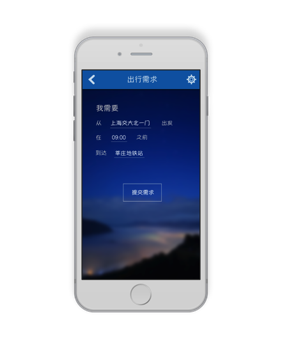 出行需求
我需要
从 上海交大北一门 出发
在 09:00 之前
到达 莘庄地铁站
提交需求